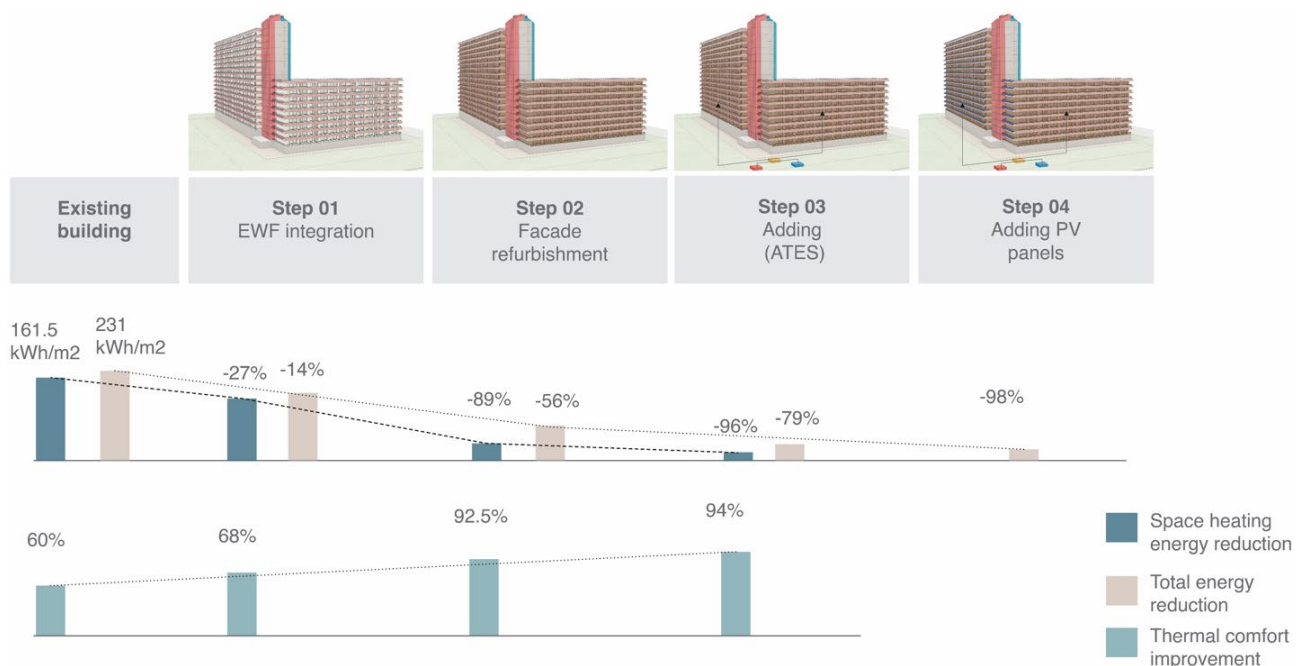 Existing
building
Step 01
EWF integration
Step 02
Facade
refurbishment
Step 03
Adding
(ATES)
Step 04
Adding PV
panels
161.5
kWh/m2
231
kWh/m2
-27%
-14%
-89%
-56%
-96%
-79%
-98%
60%
68%
92.5%
94%
Space heating
energy reduction
Total energy
reduction
Thermal comfort
improvement